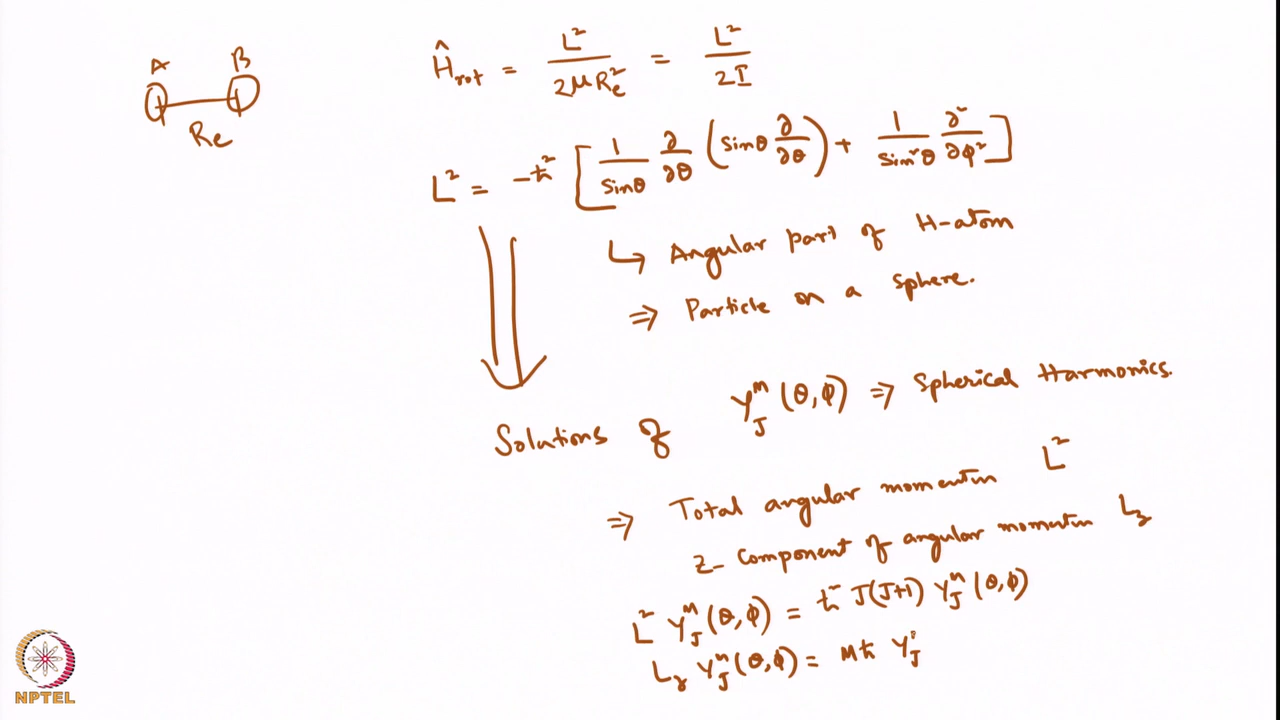 A B
Re
Ĥrot = L² / 2μRe² = L² / 2I
L² = -ħ² [ 1/sinθ ∂/∂θ (sinθ ∂/∂θ) + 1/sin²θ ∂²/∂φ² ]
↳ Angular part of H-atom
⇒ Particle on a sphere.
Solutions of Y_J^M (θ,φ) ⇒ Spherical Harmonics.
⇒ Total angular momentum L²
Z- Component of angular momentum Lz
L² Y_J^M (θ,φ) = ħ² J(J+1) Y_J^M (θ,φ)
Lz Y_J^M (θ,φ) = Mħ Y_J
NPTEL